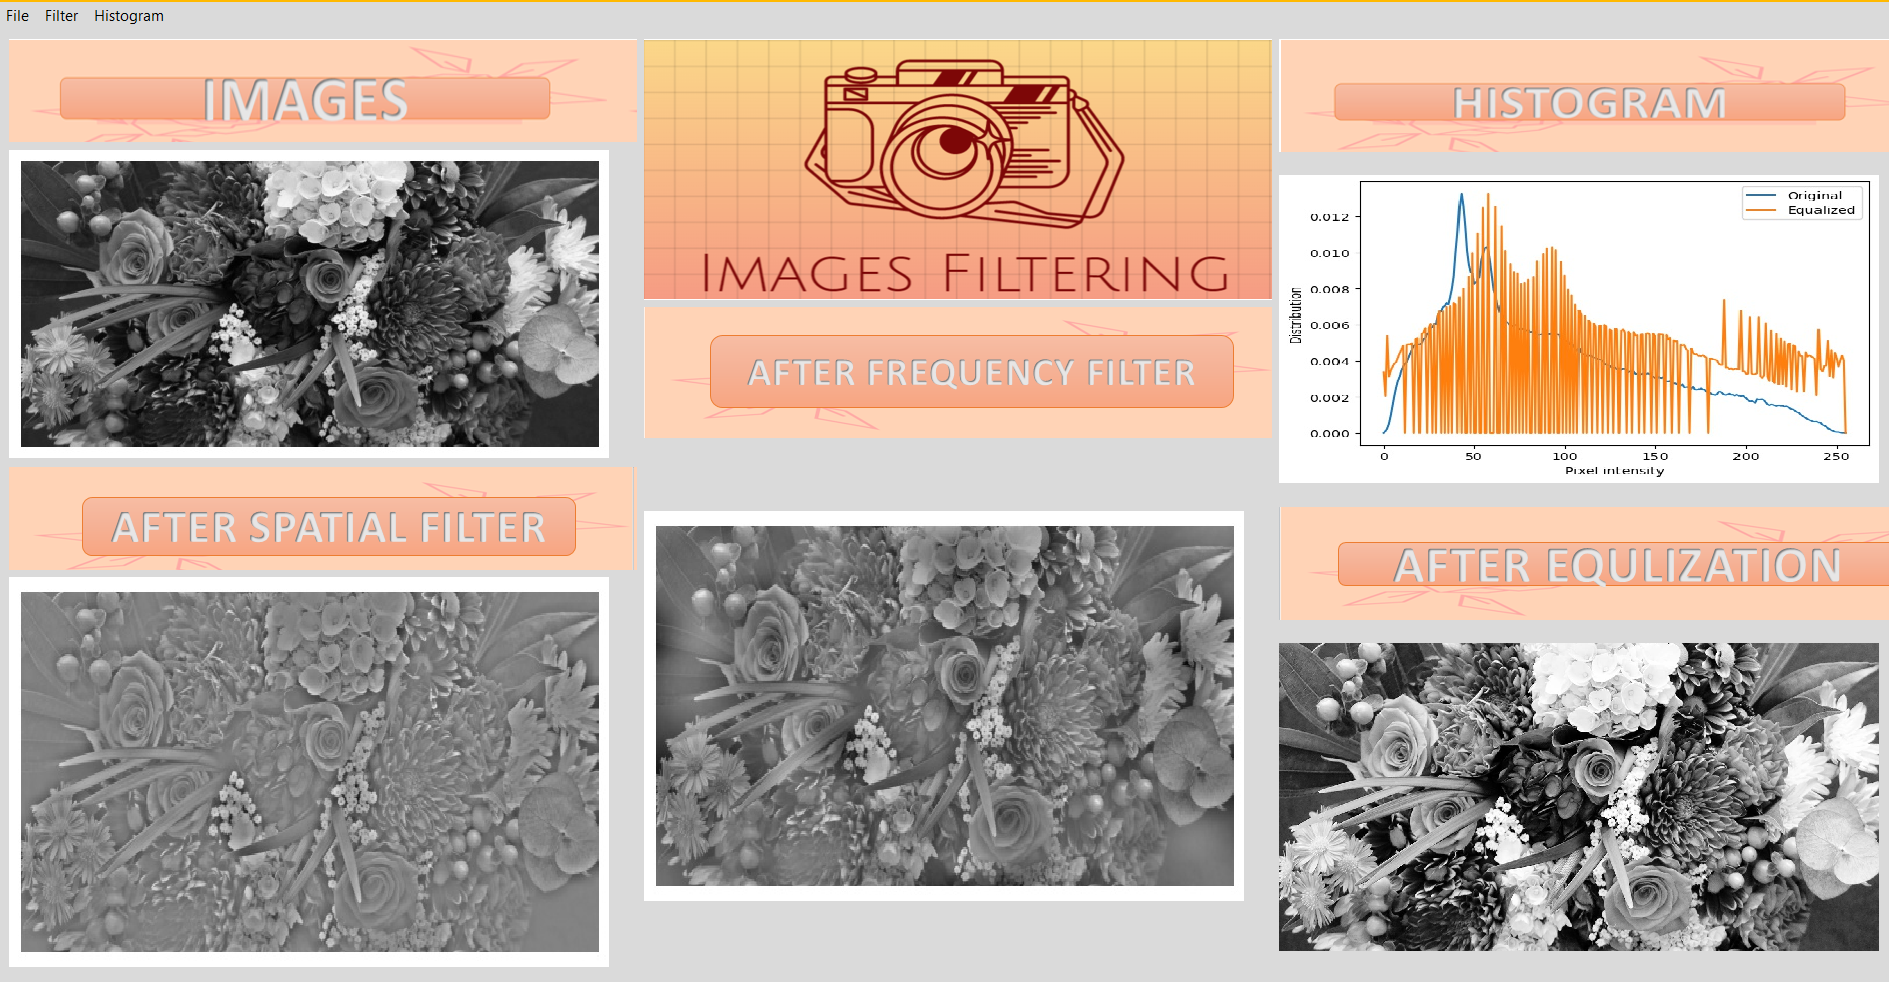 File Filter Histogram
IMAGES
IMAGES FILTERING
HISTOGRAM
Original
Equalized
0.012
0.010
0.008
0.006
0.004
0.002
0.000
Distribution
0 50 100 150 200 250
Pixel intensity
AFTER FREQUENCY FILTER
AFTER SPATIAL FILTER
AFTER EQULIZATION